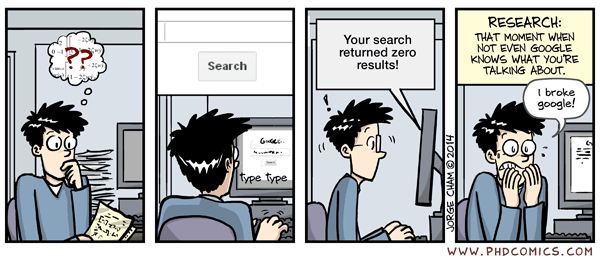 ??
Search
Google
type type
Your search
returned zero
results!
!
JORGE CHAM © 2014
RESEARCH:
THAT MOMENT WHEN
NOT EVEN GOOGLE
KNOWS WHAT YOU'RE
TALKING ABOUT.
I broke
google!
WWW.PHDCOMICS.COM